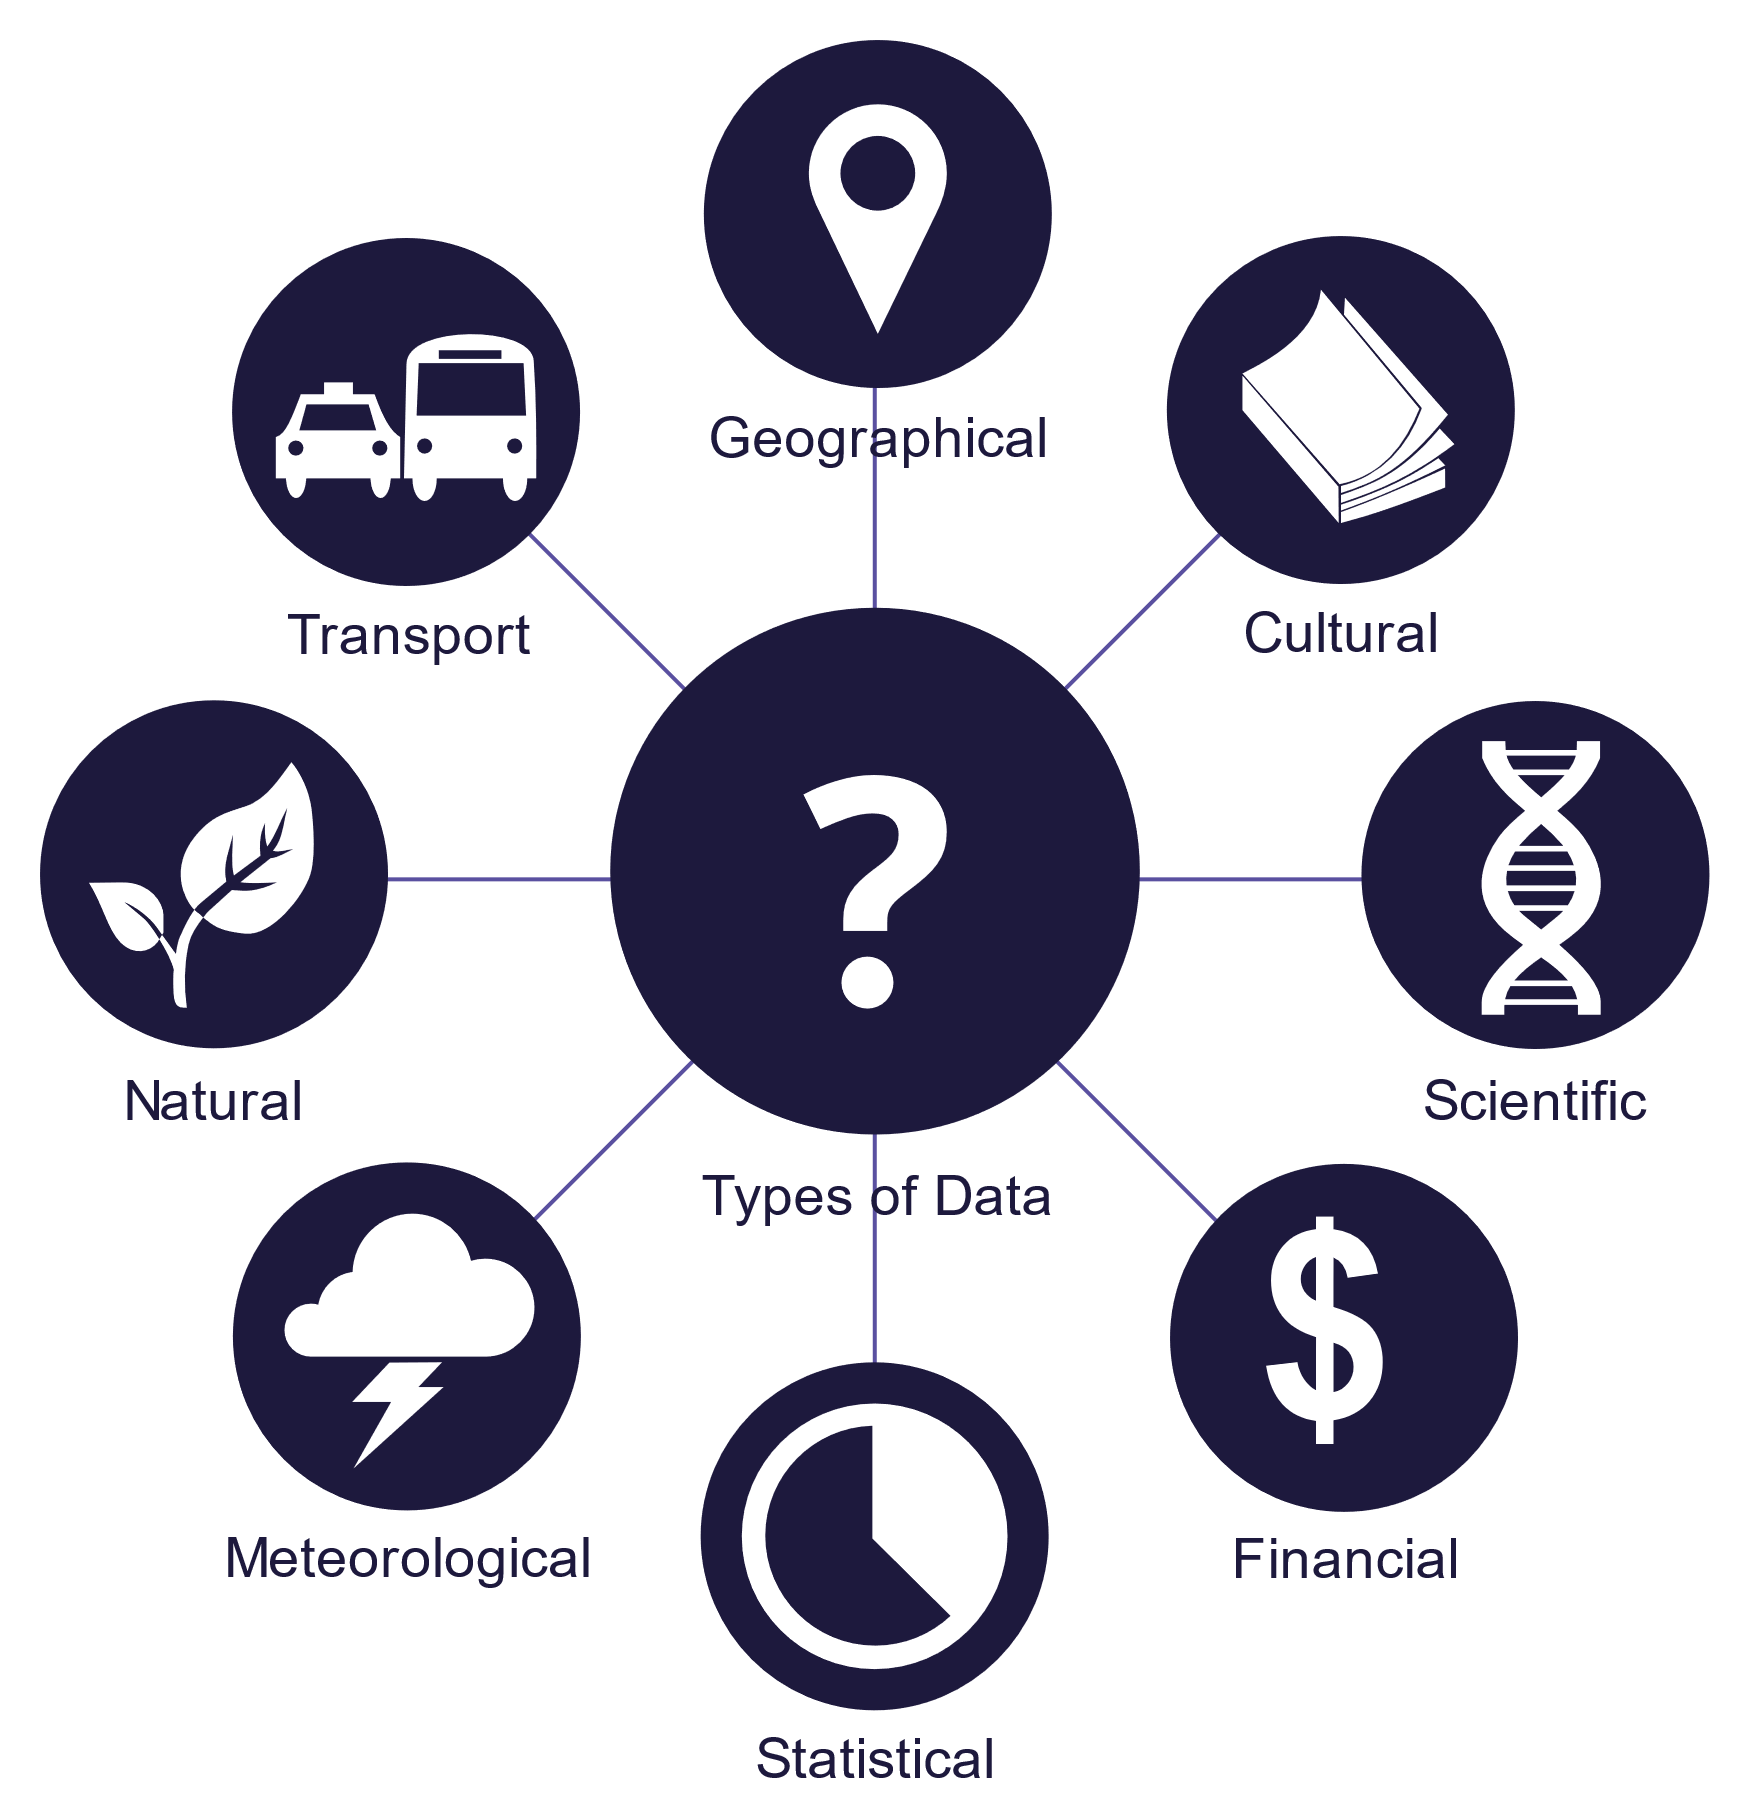 Geographical
Transport
Cultural
?
Natural
Scientific
Types of Data
$
Meteorological
Financial
Statistical